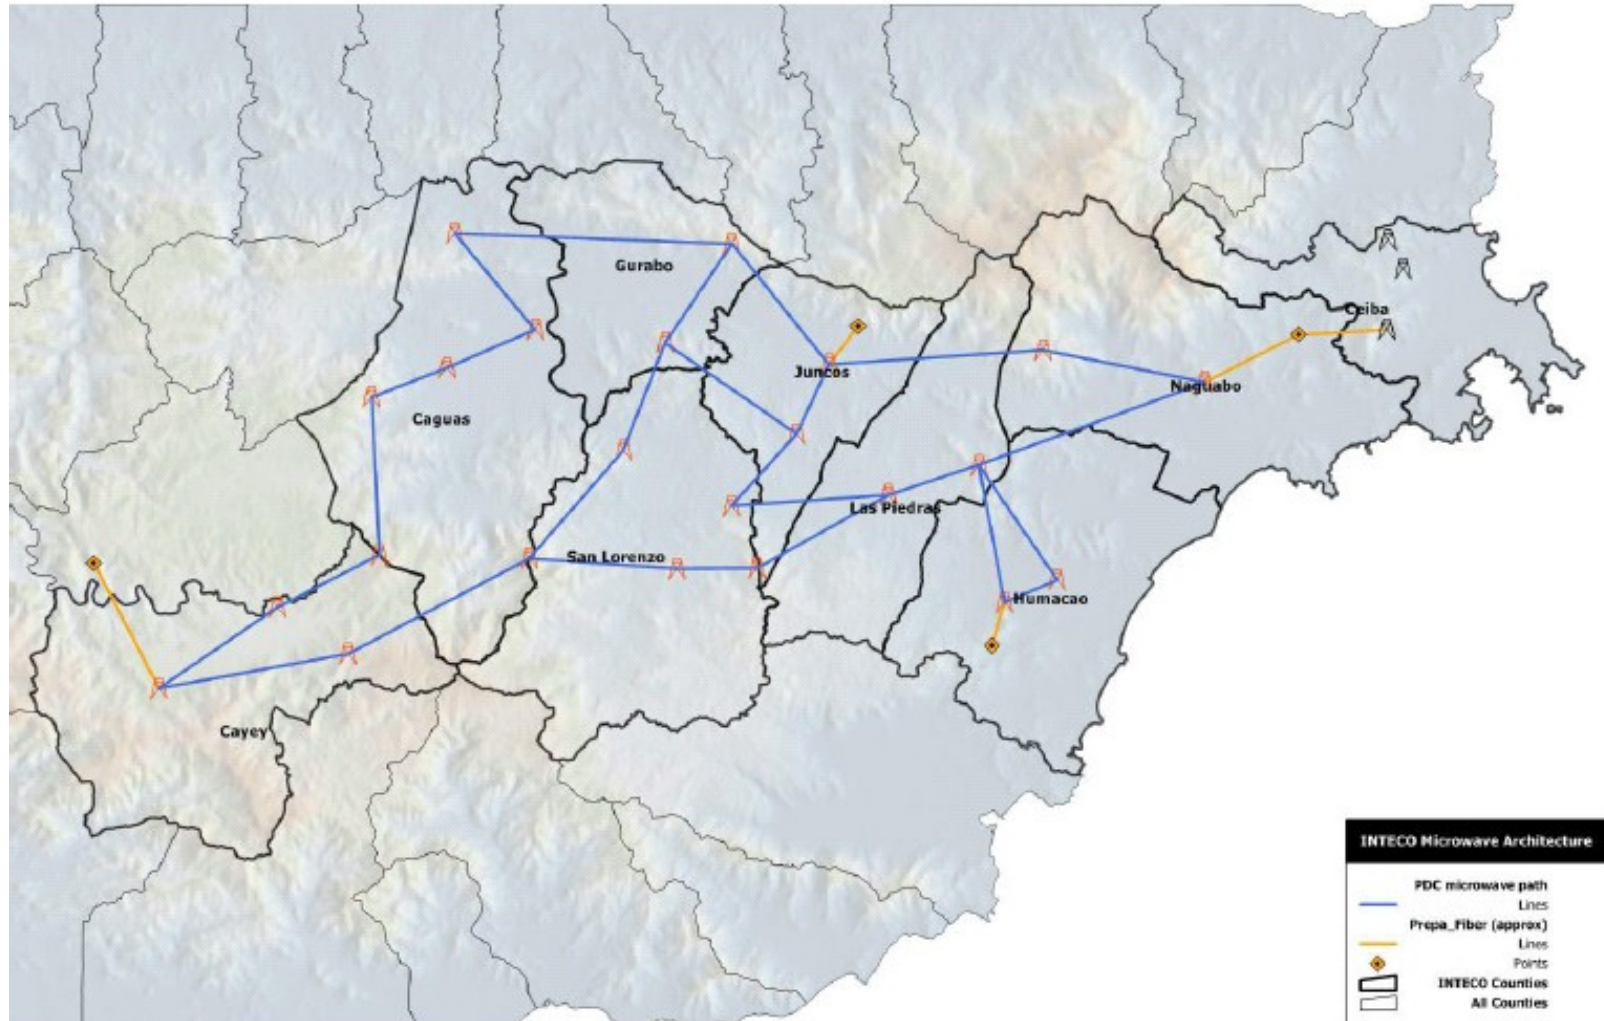 Gurabo
Ceiba
Juncos
Naguabo
Caguas
Las Piedras
San Lorenzo
Humacao
Cayey
INTECO Microwave Architecture
PDC microwave path
Lines
Prepa_Fiber (approx)
Lines
Points
INTECO Counties
All Counties